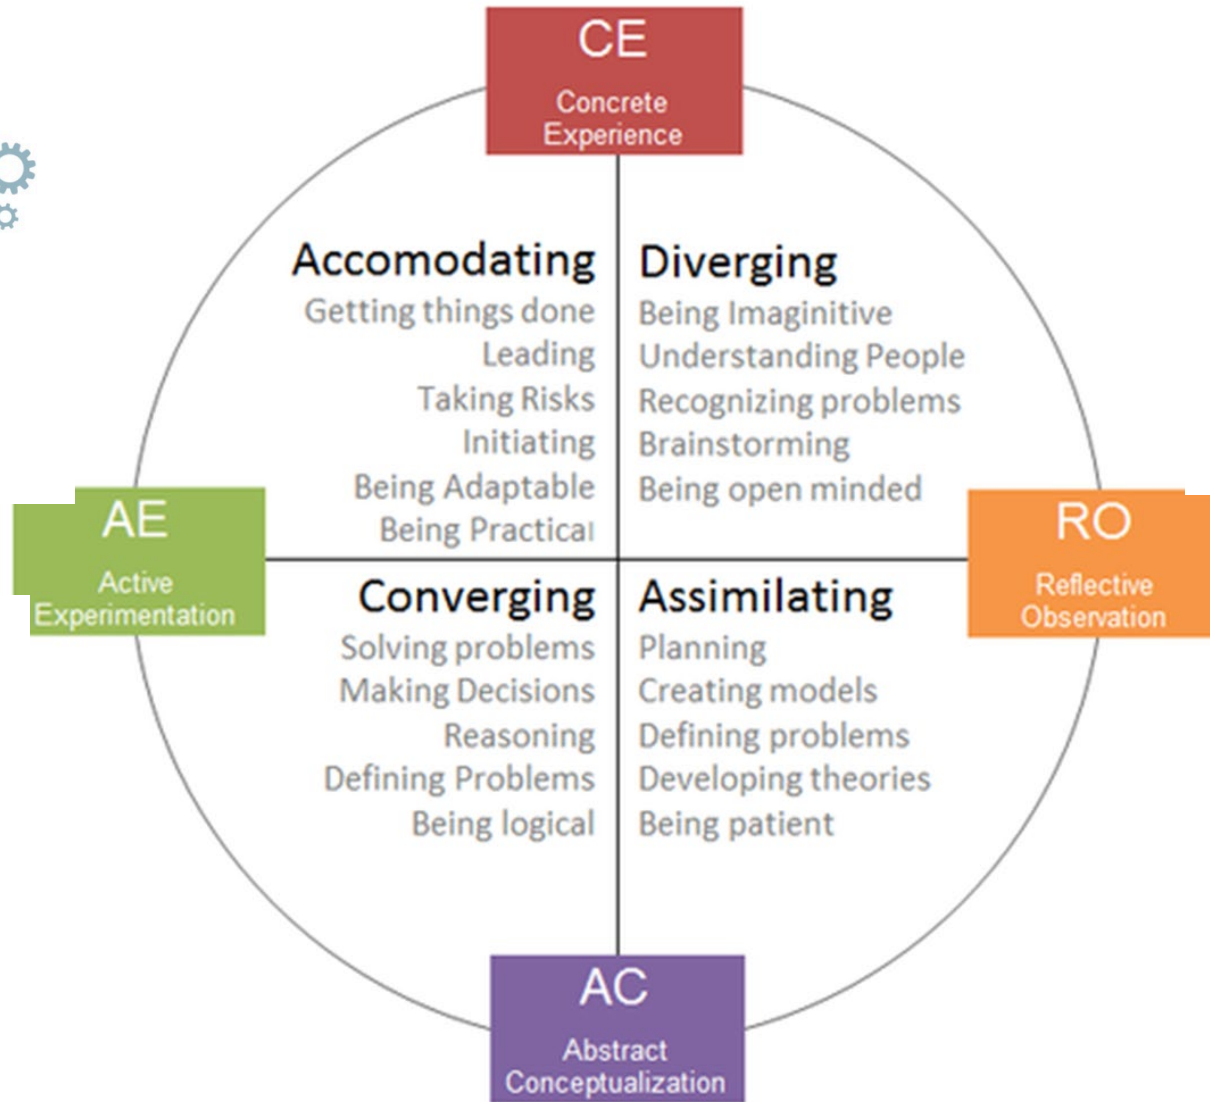 CE
Concrete
Experience
Accomodating
Getting things done
Leading
Taking Risks
Initiating
Being Adaptable
Being Practical
Diverging
Being Imaginitive
Understanding People
Recognizing problems
Brainstorming
Being open minded
AE
Active
Experimentation
RO
Reflective
Observation
Converging
Solving problems
Making Decisions
Reasoning
Defining Problems
Being logical
Assimilating
Planning
Creating models
Defining problems
Developing theories
Being patient
AC
Abstract
Conceptualization